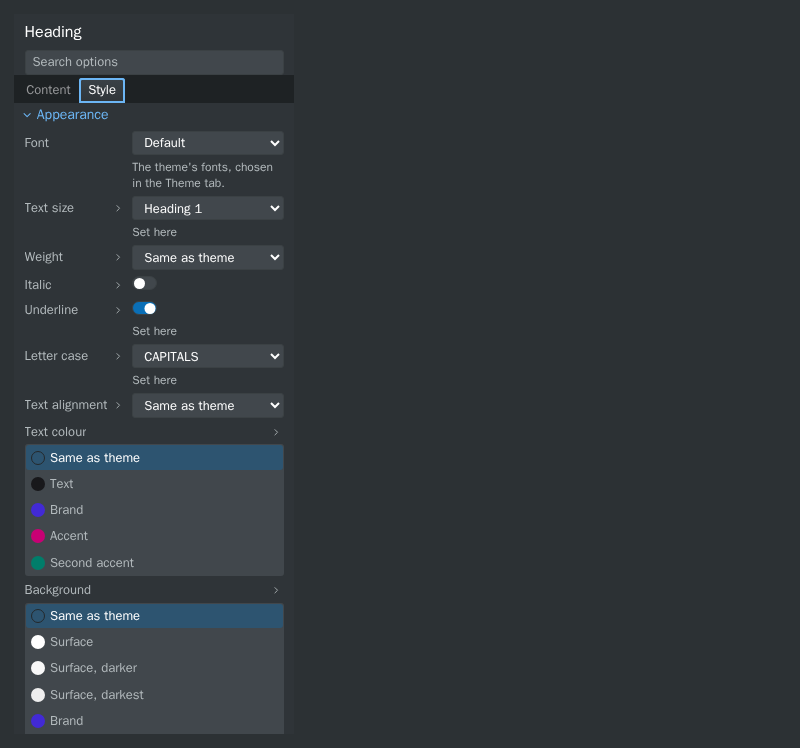 Heading
Search options
Content Style
Appearance
Font Default
The theme's fonts, chosen
in the Theme tab.
Text size Heading 1
Set here
Weight Same as theme
Italic
Underline
Set here
Letter case CAPITALS
Set here
Text alignment Same as theme
Text colour
Same as theme
Text
Brand
Accent
Second accent
Background
Same as theme
Surface
Surface, darker
Surface, darkest
Brand